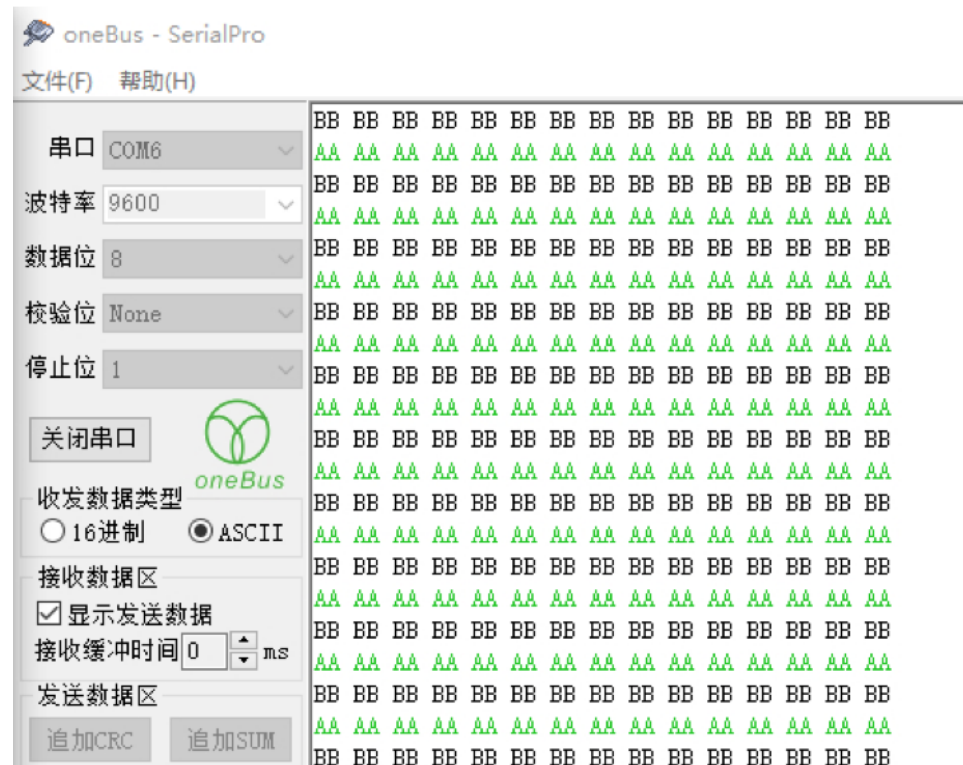 oneBus - SerialPro
文件(F) 帮助(H)
串口 COM6
波特率 9600
数据位 8
校验位 None
停止位 1
关闭串口
oneBus
收发数据类型
16进制 ASCII
接收数据区
显示发送数据
接收缓冲时间 0 ms
发送数据区
追加CRC 追加SUM
BB BB BB BB BB BB BB BB BB BB BB BB BB BB BB
AA AA AA AA AA AA AA AA AA AA AA AA AA AA AA
BB BB BB BB BB BB BB BB BB BB BB BB BB BB BB
AA AA AA AA AA AA AA AA AA AA AA AA AA AA AA
BB BB BB BB BB BB BB BB BB BB BB BB BB BB BB
AA AA AA AA AA AA AA AA AA AA AA AA AA AA AA
BB BB BB BB BB BB BB BB BB BB BB BB BB BB BB
AA AA AA AA AA AA AA AA AA AA AA AA AA AA AA
BB BB BB BB BB BB BB BB BB BB BB BB BB BB BB
AA AA AA AA AA AA AA AA AA AA AA AA AA AA AA
BB BB BB BB BB BB BB BB BB BB BB BB BB BB BB
AA AA AA AA AA AA AA AA AA AA AA AA AA AA AA
BB BB BB BB BB BB BB BB BB BB BB BB BB BB BB
AA AA AA AA AA AA AA AA AA AA AA AA AA AA AA
BB BB BB BB BB BB BB BB BB BB BB BB BB BB BB
AA AA AA AA AA AA AA AA AA AA AA AA AA AA AA
BB BB BB BB BB BB BB BB BB BB BB BB BB BB BB
AA AA AA AA AA AA AA AA AA AA AA AA AA AA AA
BB BB BB BB BB BB BB BB BB BB BB BB BB BB BB
AA AA AA AA AA AA AA AA AA AA AA AA AA AA AA
BB BB BB BB BB BB BB BB BB BB BB BB BB BB BB